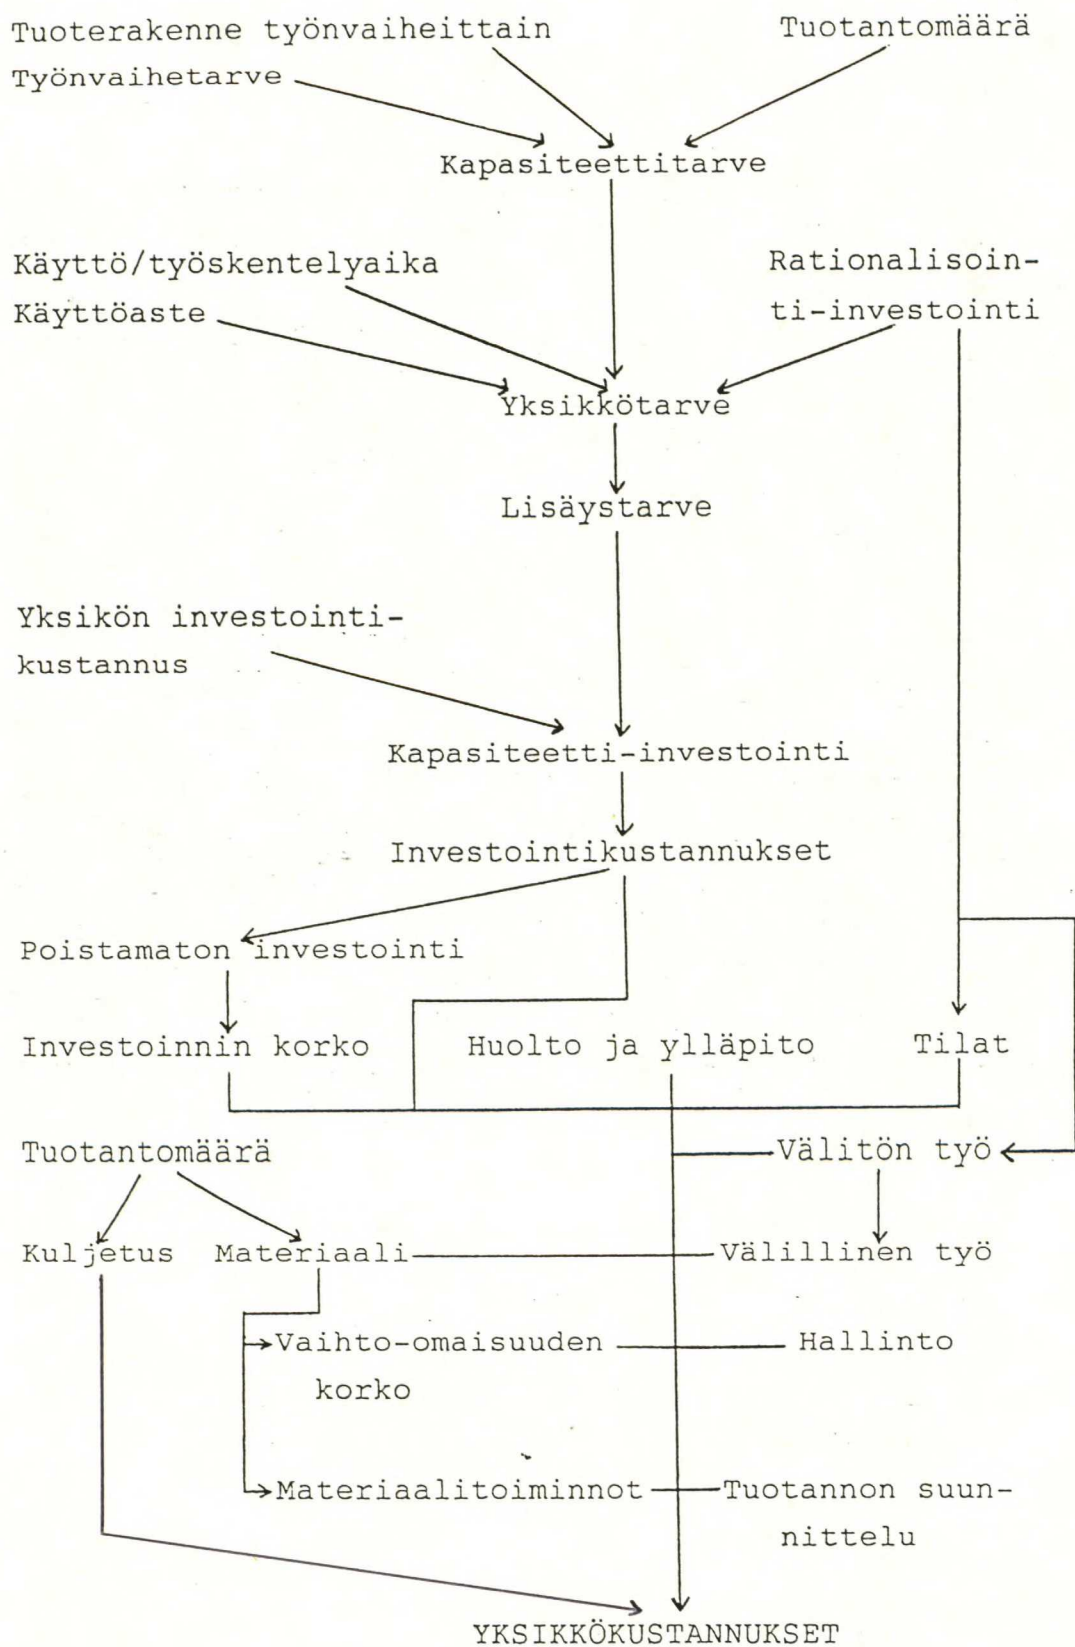 Tuoterakenne työnvaiheittain
Tuotantomäärä
Työnvaihetarve
Kapasiteettitarve
Käyttö/työskentelyaika
Rationalisoin-
Käyttöaste
ti-investointi
Yksikkötarve
Lisäystarve
Yksikön investointi-
kustannus
Kapasiteetti-investointi
Investointikustannukset
Poistamaton investointi
Investoinnin korko
Huolto ja ylläpito
Tilat
Tuotantomäärä
Välitön työ
Kuljetus
Materiaali
Välillinen työ
Vaihto-omaisuuden
Hallinto
korko
Materiaalitoiminnot
Tuotannon suun-
nittelu
YKSIKKÖKUSTANNUKSET